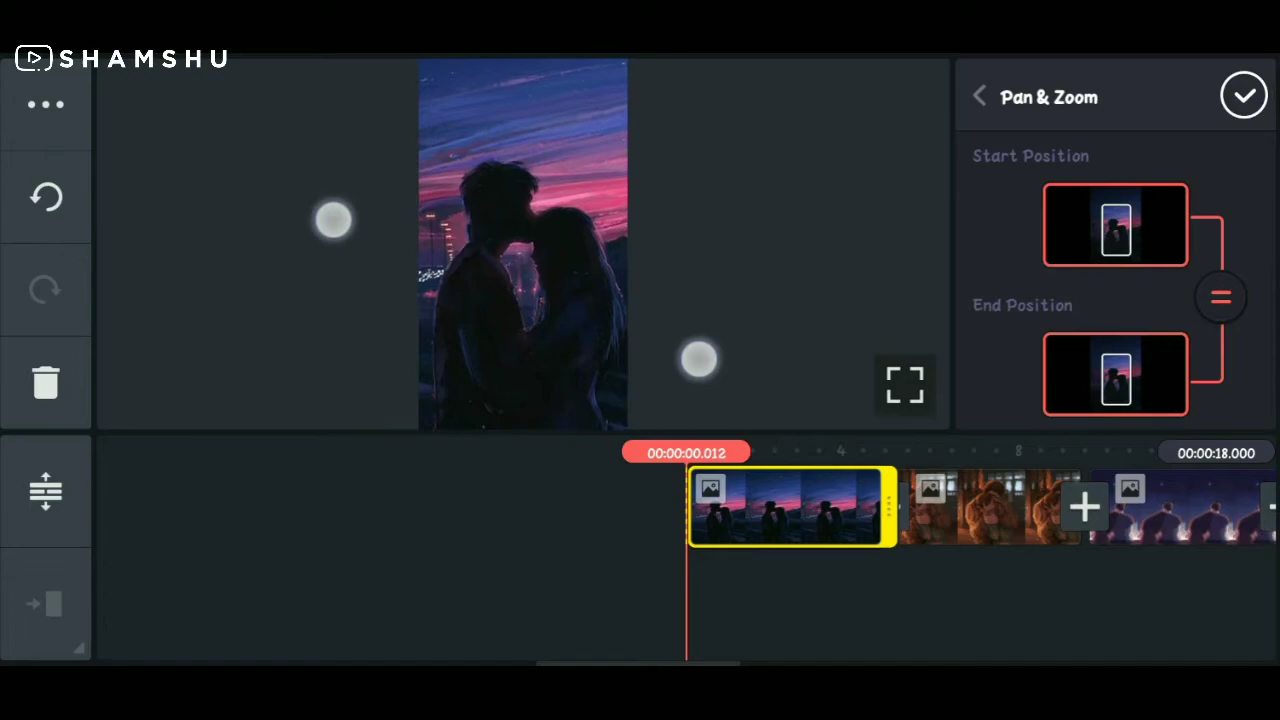 SHAMSHU
Pan & Zoom
Start Position
End Position
00:00:00.012
4
8
00:00:18.000